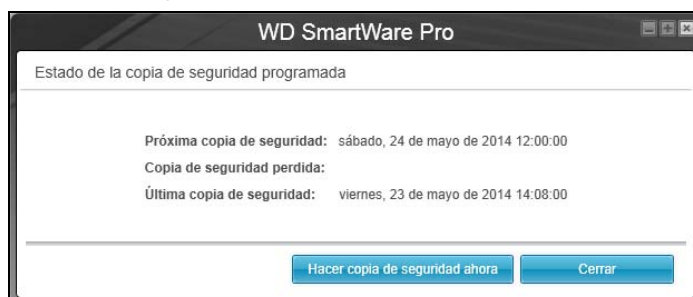 WD SmartWare Pro
Estado de la copia de seguridad programada
Próxima copia de seguridad: sábado, 24 de mayo de 2014 12:00:00
Copia de seguridad perdida:
Última copia de seguridad: viernes, 23 de mayo de 2014 14:08:00
Hacer copia de seguridad ahora Cerrar